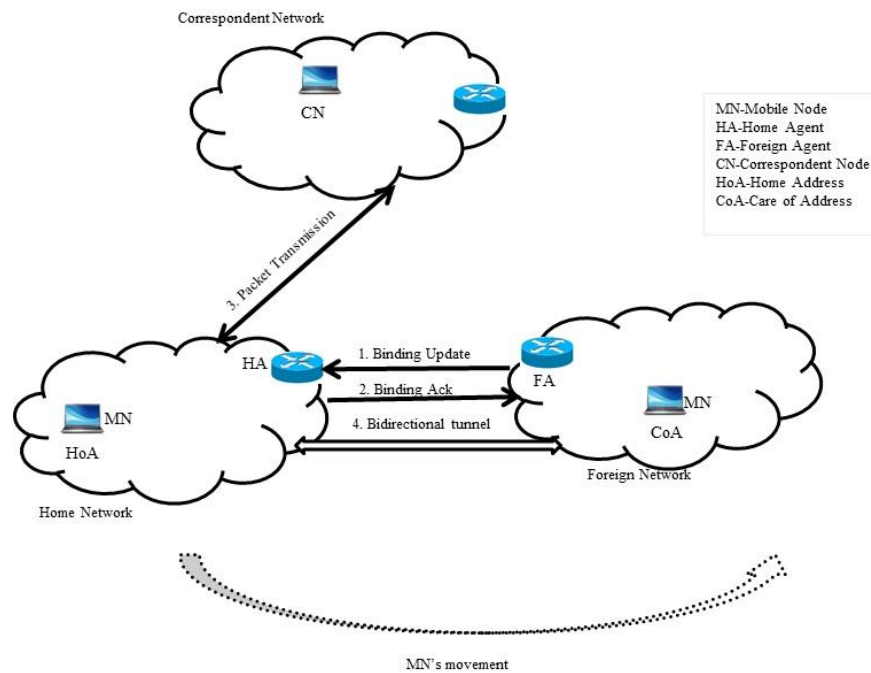 Correspondent Network
CN
MN-Mobile Node
HA-Home Agent
FA-Foreign Agent
CN-Correspondent Node
HoA-Home Address
CoA-Care of Address
3. Packet Transmission
HA
1. Binding Update
FA
2. Binding Ack
MN
HoA
4. Bidirectional tunnel
MN
CoA
Foreign Network
Home Network
MN's movement